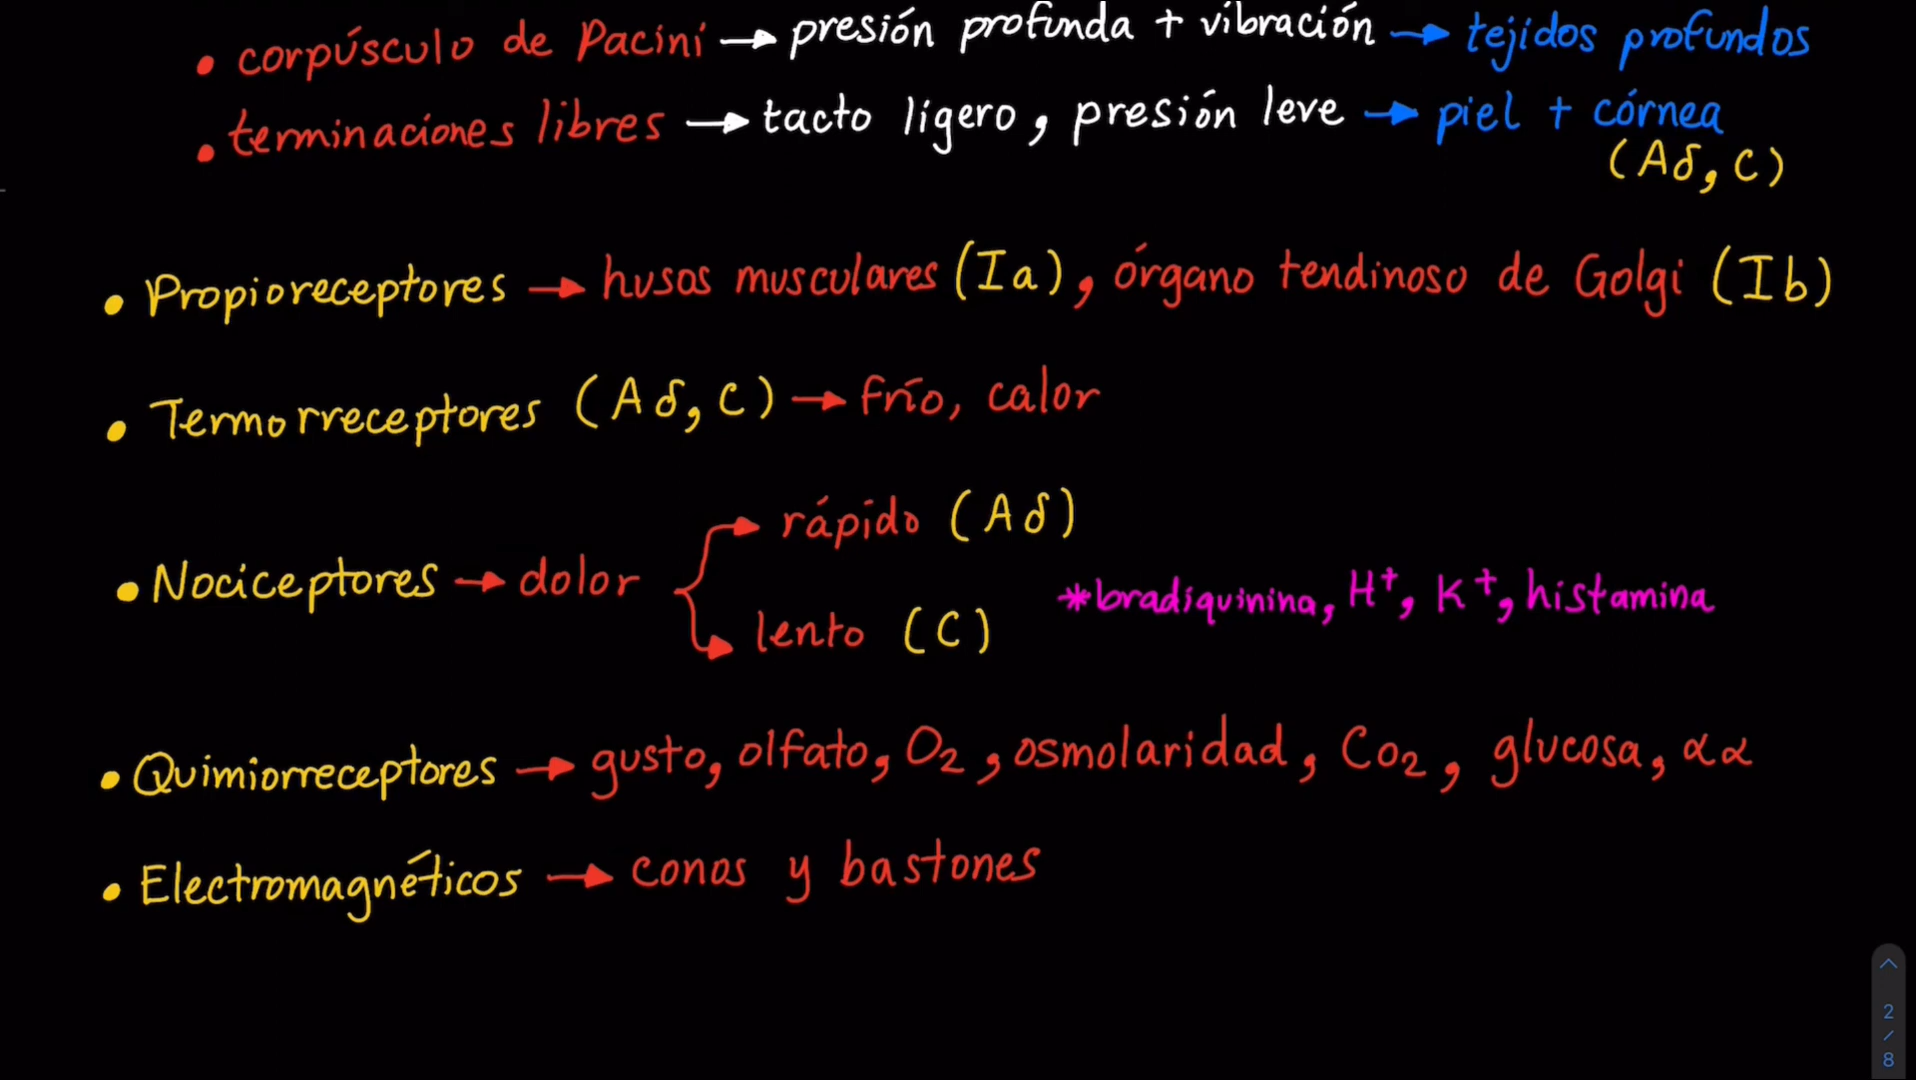 • corpúsculo de Pacini → presión profunda + vibración → tejidos profundos
• terminaciones libres → tacto ligero, presión leve → piel + córnea
(Aδ, C)
• Propioreceptores → husos musculares (Ia), órgano tendinoso de Golgi (Ib)
• Termorreceptores (Aδ, C) → frío, calor
rápido (Aδ)
• Nociceptores → dolor
*bradiquinina, H⁺, K⁺, histamina
lento (C)
• Quimiorreceptores → gusto, olfato, O₂, osmolaridad, CO₂, glucosa, αα
• Electromagnéticos → conos y bastones
2
/
8